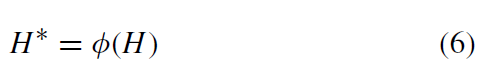 H* = ϕ(H) (6)